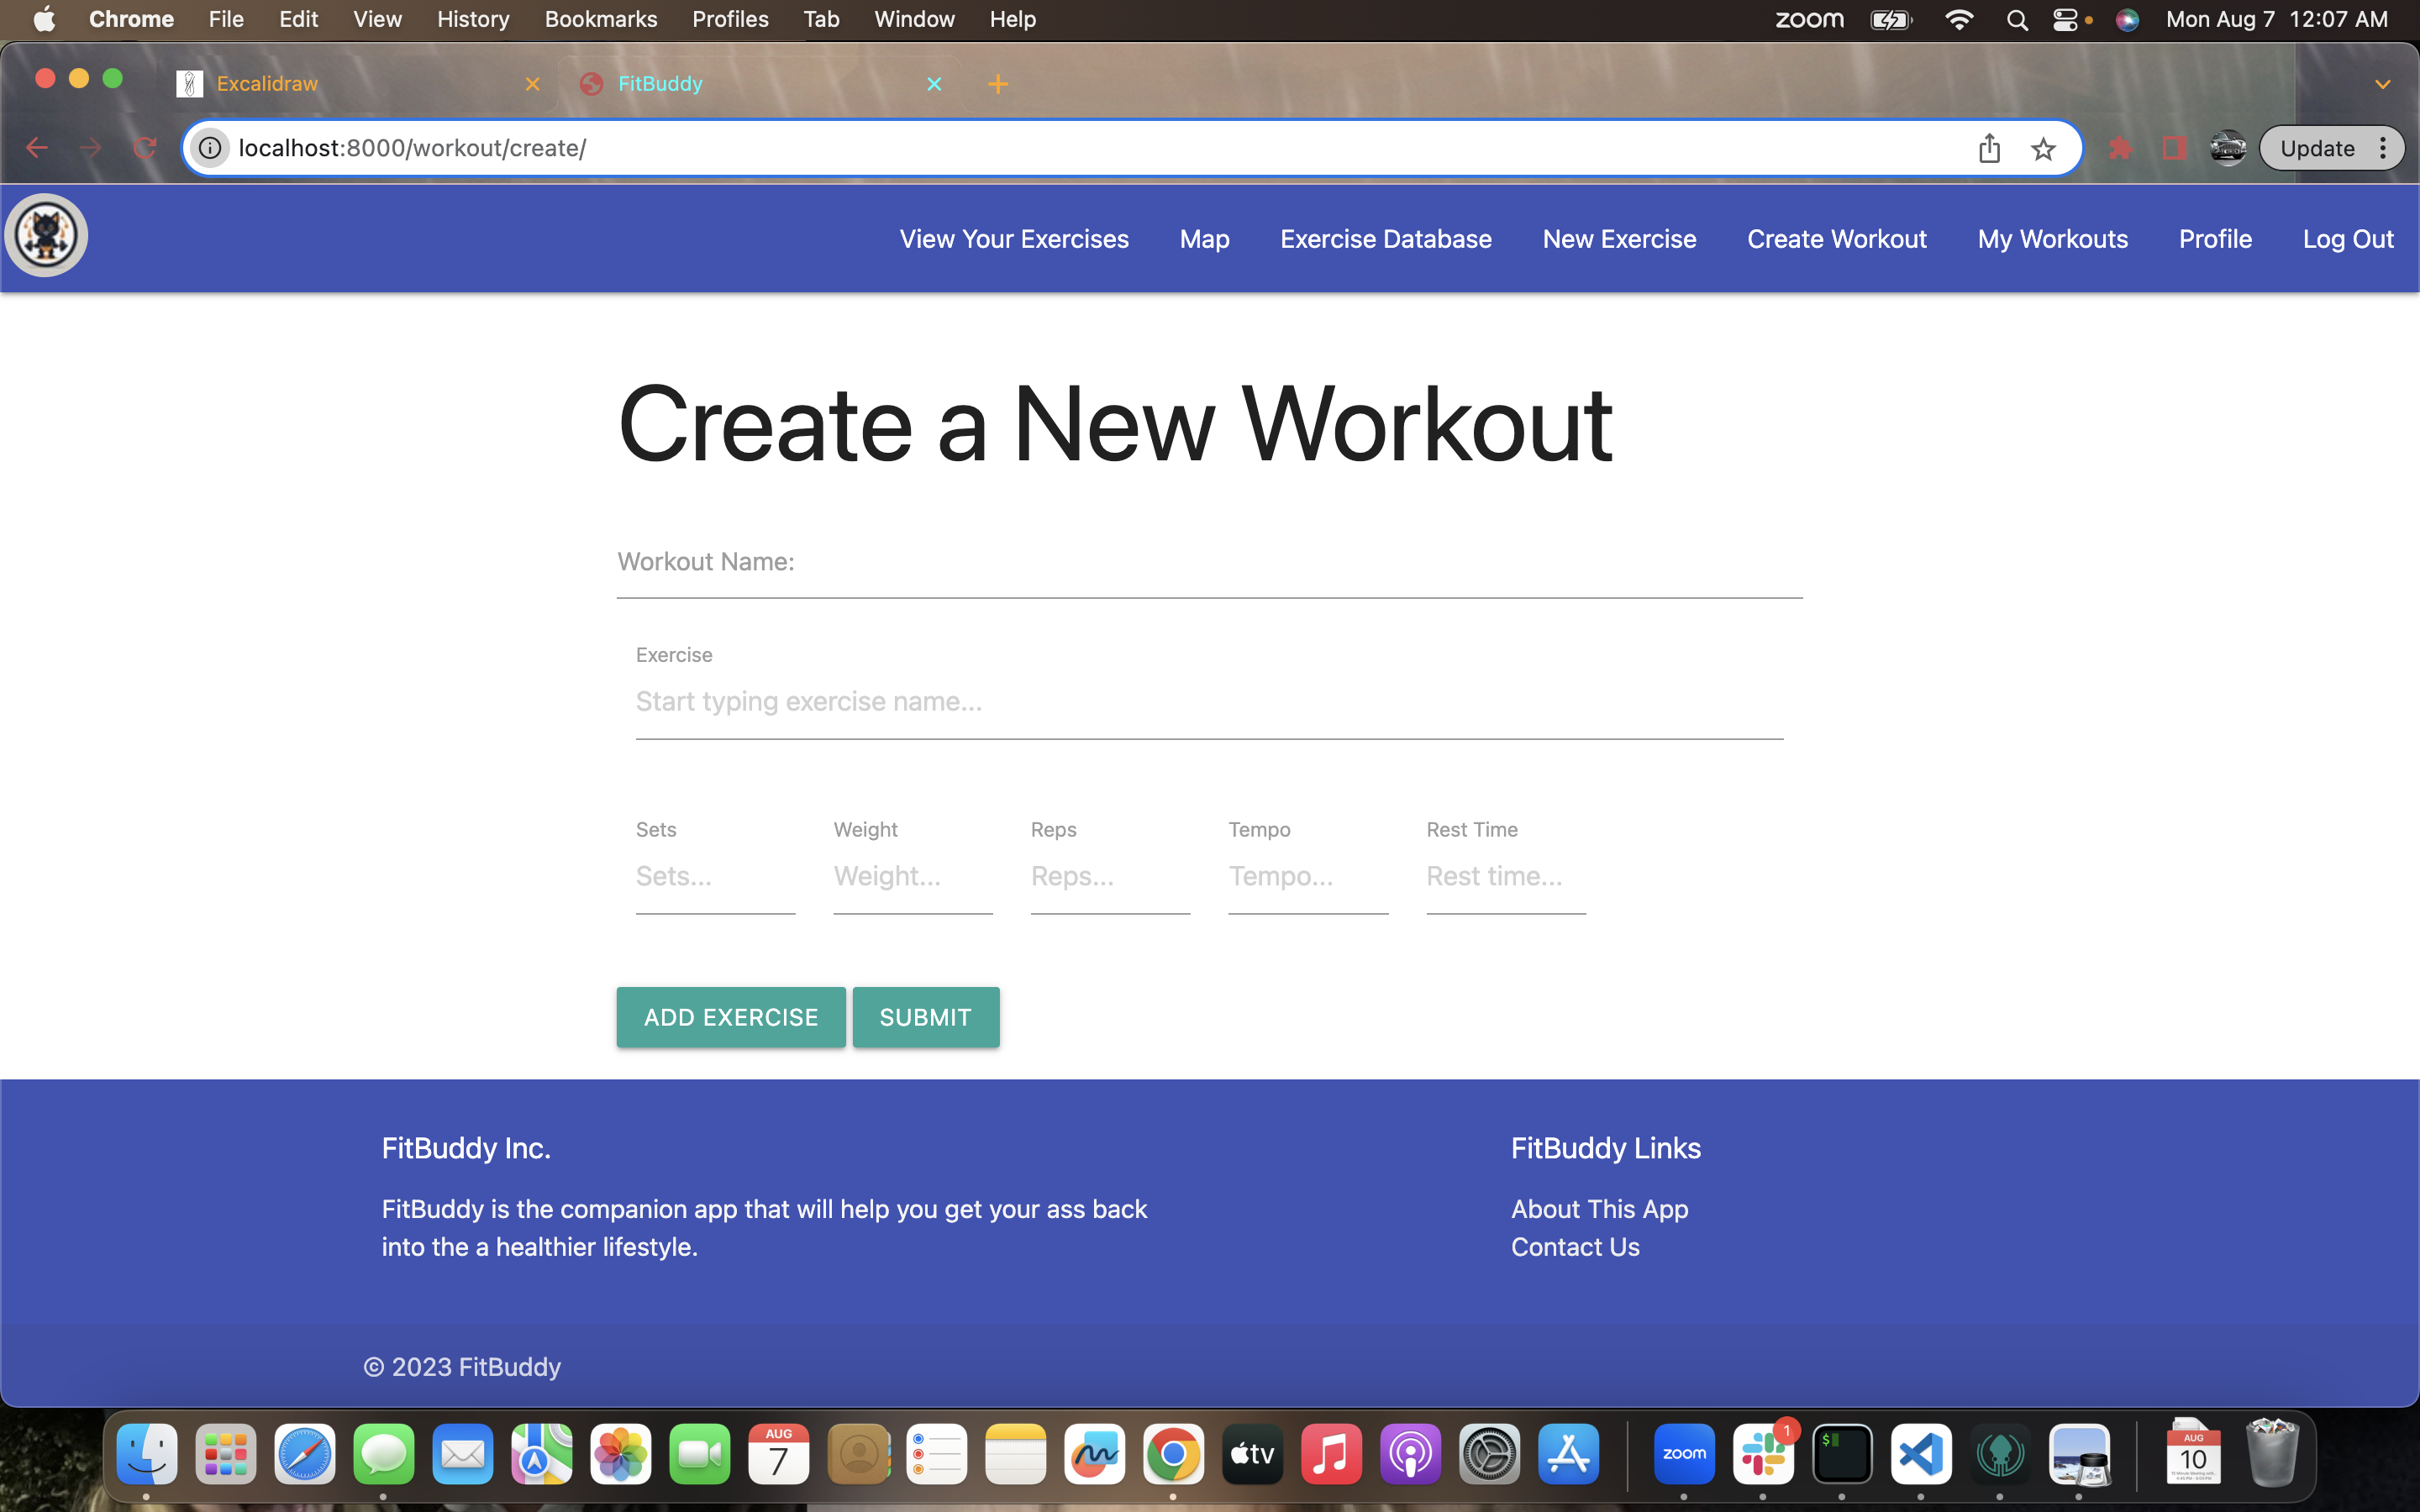 Chrome File Edit View History Bookmarks Profiles Tab Window Help zoom Mon Aug 7 12:07 AM
Excalidraw FitBuddy
localhost:8000/workout/create/ Update
View Your Exercises Map Exercise Database New Exercise Create Workout My Workouts Profile Log Out
Create a New Workout
Workout Name:
Exercise
Start typing exercise name...
Sets Weight Reps Tempo Rest Time
Sets... Weight... Reps... Tempo... Rest time...
ADD EXERCISE SUBMIT
FitBuddy Inc. FitBuddy Links
FitBuddy is the companion app that will help you get your ass back About This App
into the a healthier lifestyle. Contact Us
© 2023 FitBuddy
AUG 7 tv zoom 1 $ AUG 10